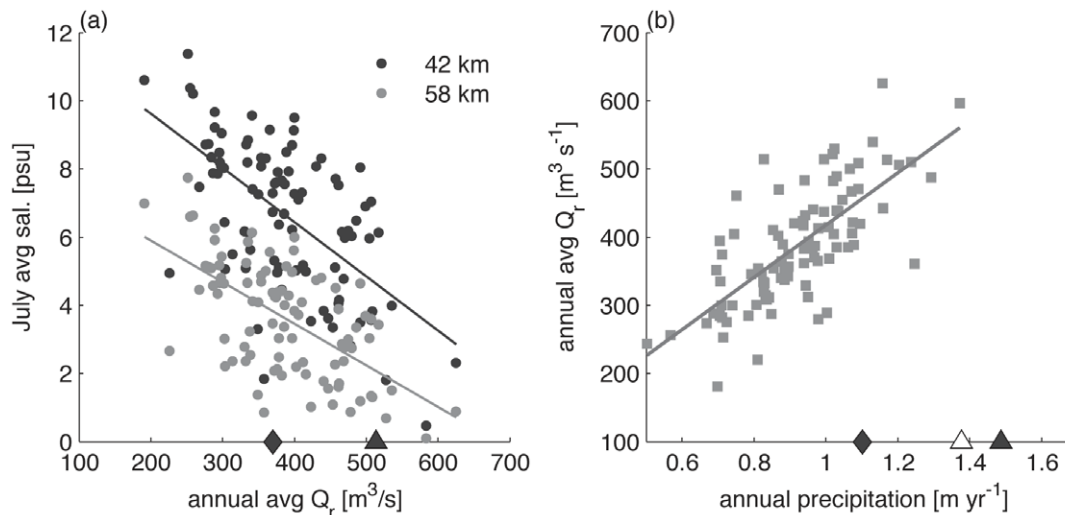 (a)
42 km
58 km
July avg sal. [psu]
12
10
8
6
4
2
0
100 200 300 400 500 600 700
annual avg Qᵣ [m³/s]
(b)
annual avg Qᵣ [m³ s⁻¹]
700
600
500
400
300
200
100
0.6 0.8 1 1.2 1.4 1.6
annual precipitation [m yr⁻¹]